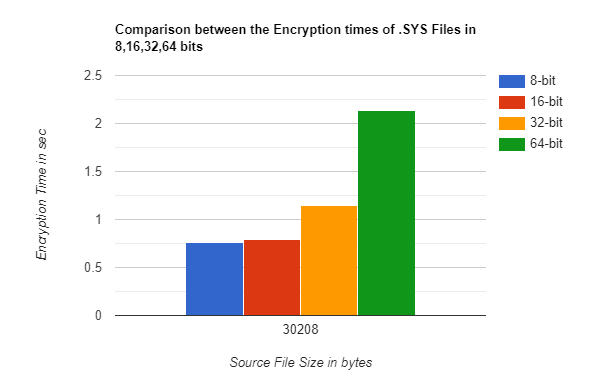 Comparison between the Encryption times of .SYS Files in
8,16,32,64 bits
2.5
2
1.5
1
0.5
0
Encryption Time in sec
30208
Source File Size in bytes
8-bit
16-bit
32-bit
64-bit